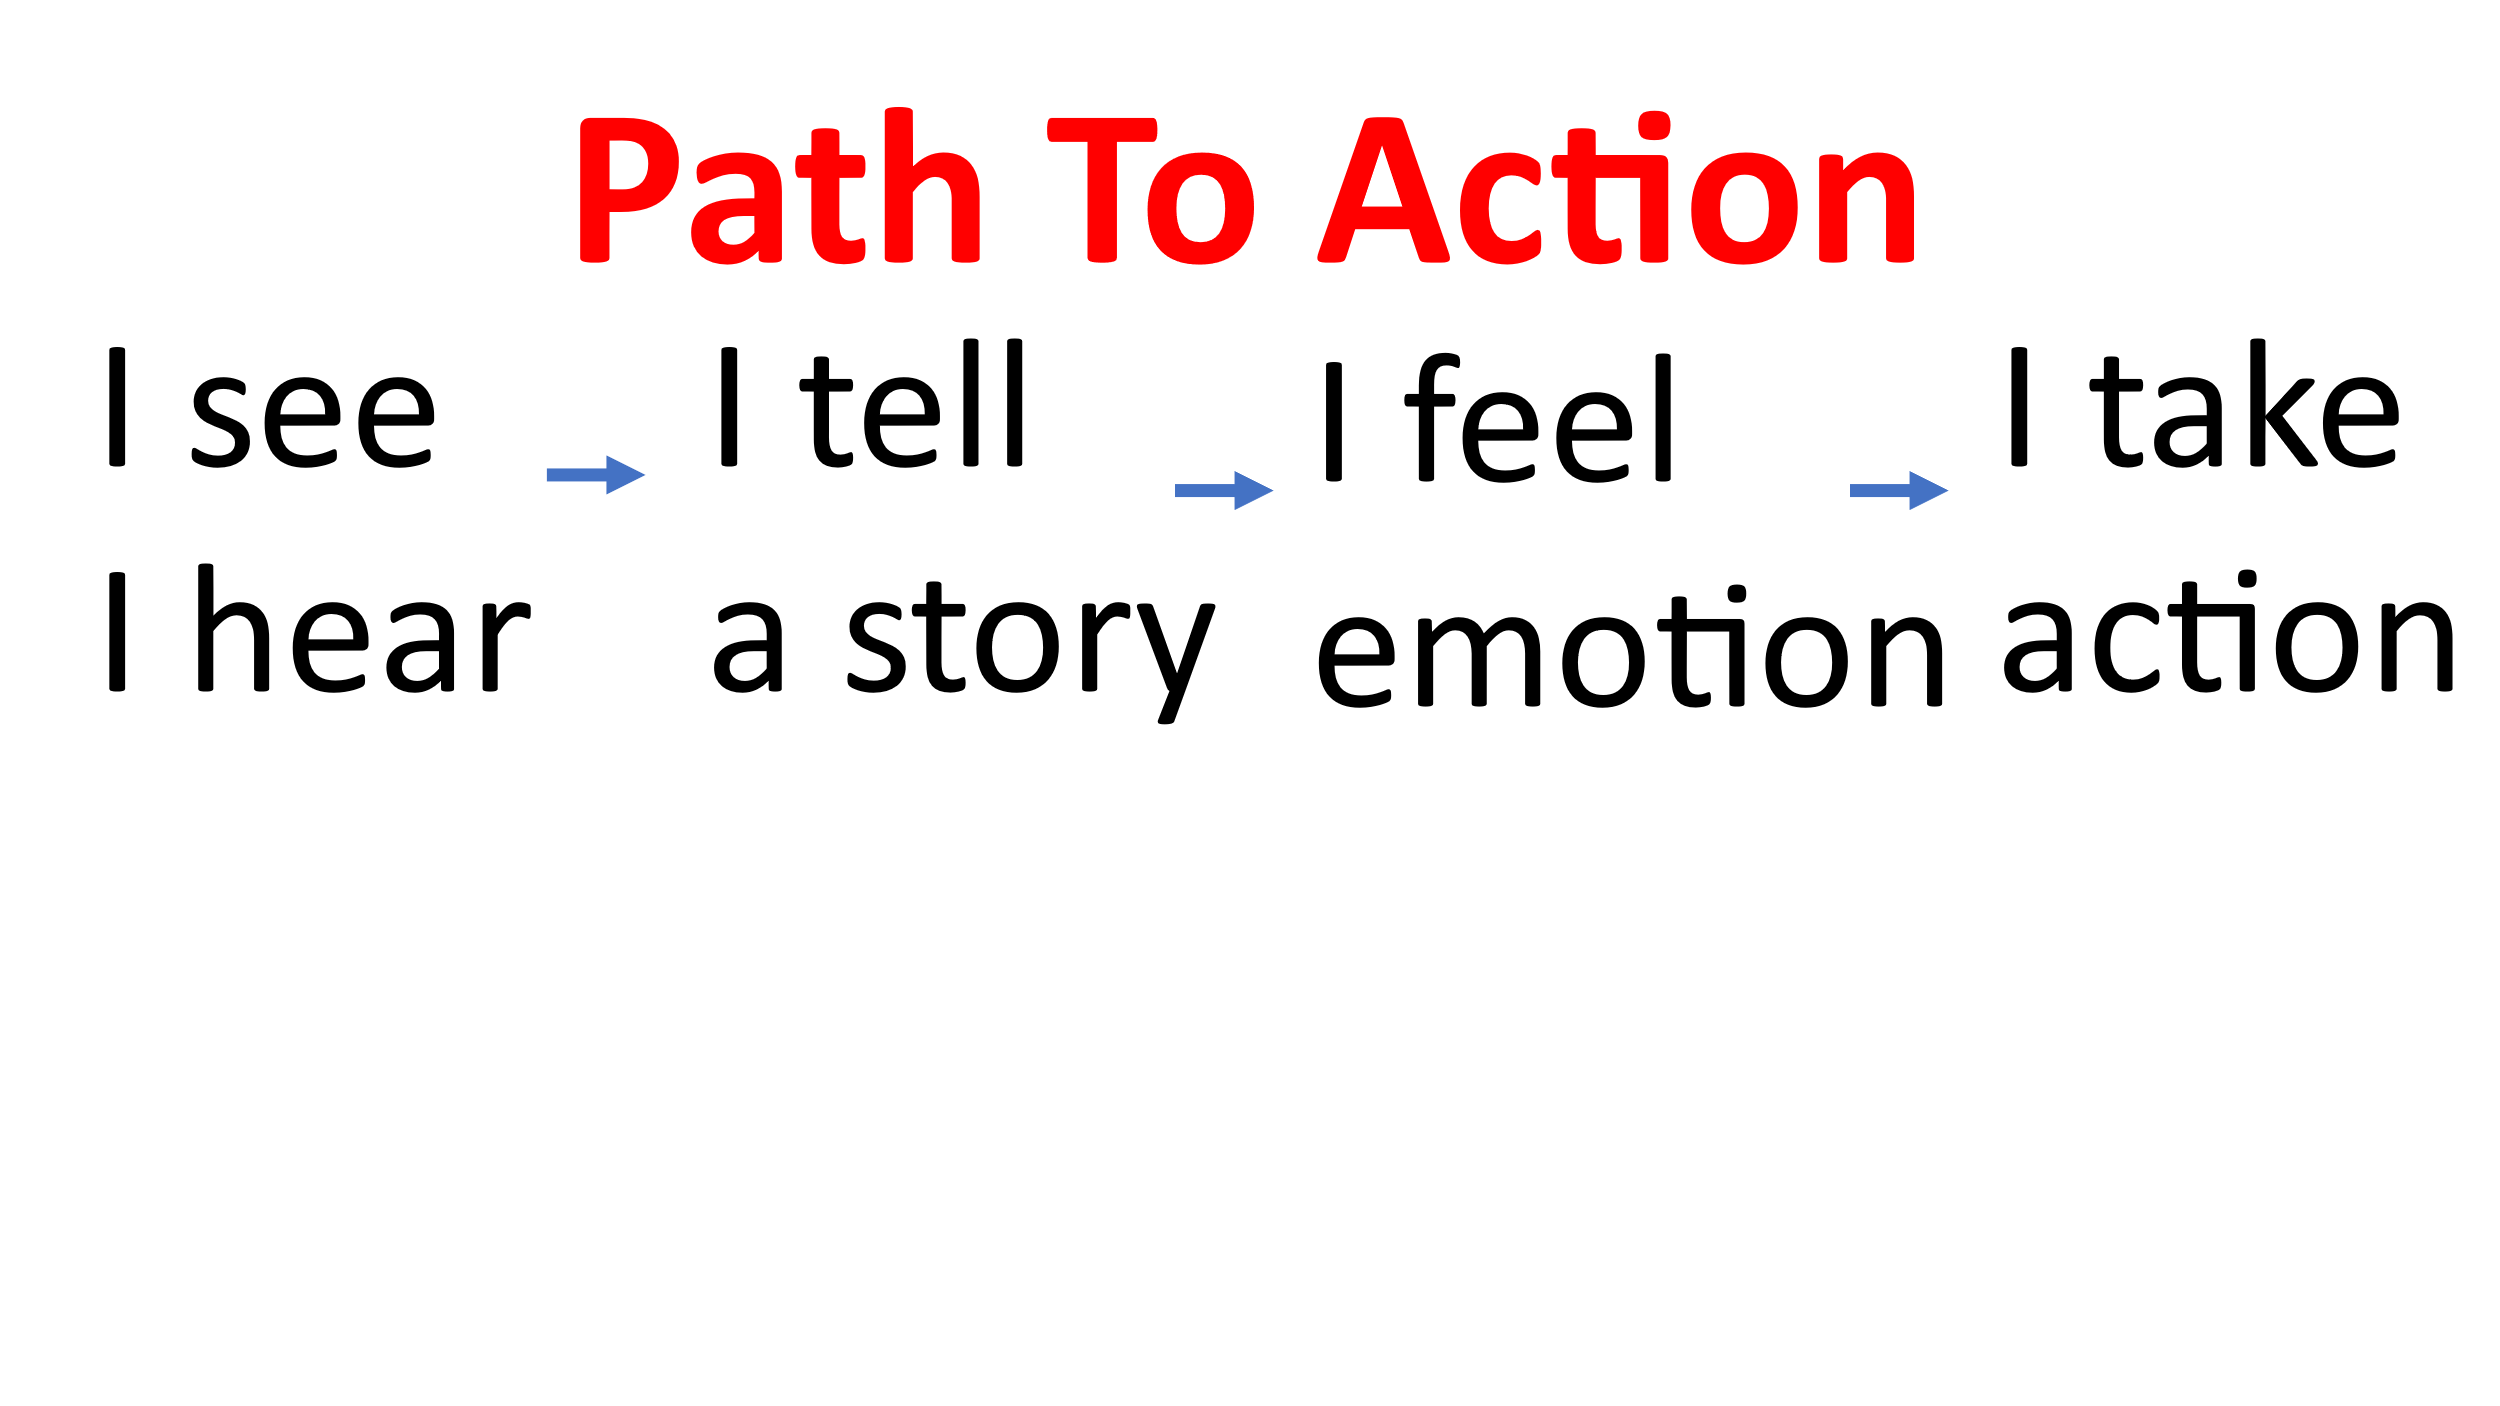 Path To Action
I see
I hear
I tell
a story
I feel
emotion
I take
action